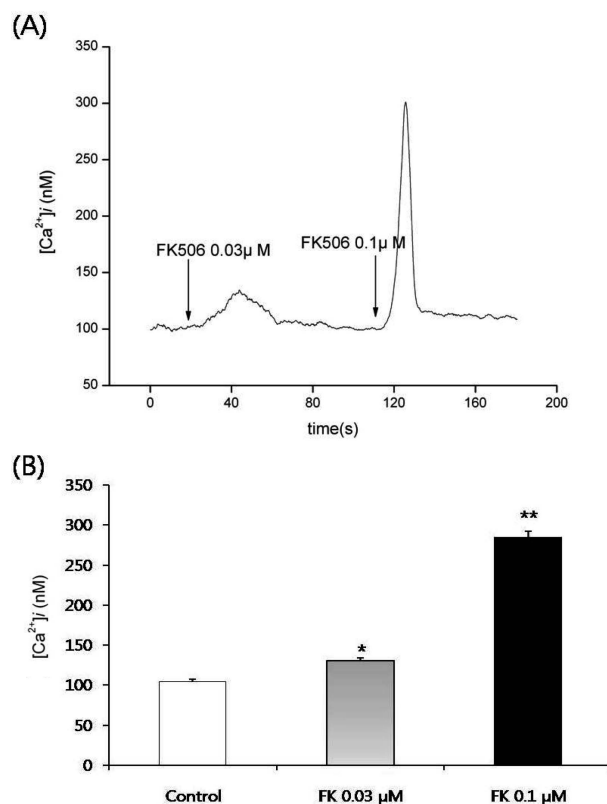 (A)
350
300
250
200
150
100
50
[Ca²⁺]i (nM)
FK506 0.03μ M
FK506 0.1μ M
0
40
80
120
160
200
time(s)
(B)
350
300
250
200
150
100
50
0
[Ca²⁺]i (nM)
*
**
Control
FK 0.03 μM
FK 0.1 μM